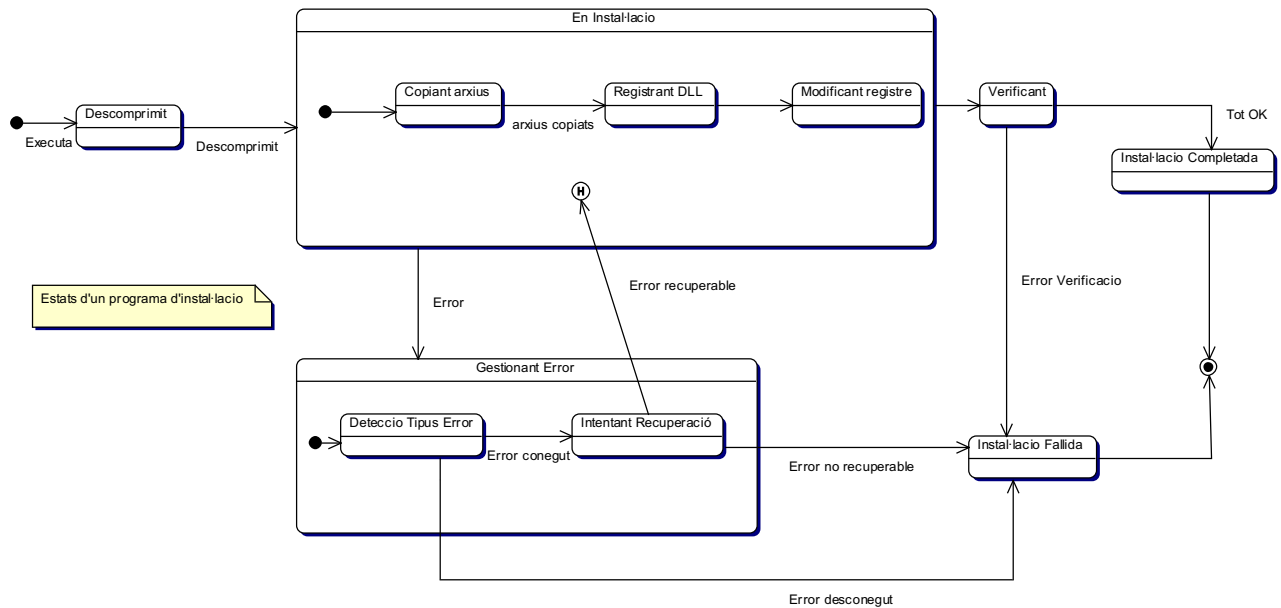 En Instal·lacio
Copiant arxius
Registrant DLL
Modificant registre
Verificant
Descomprimit
Tot OK
arxius copiats
Executa
Descomprimit
Instal·lacio Completada
H
Estats d'un programa d'instal·lacio
Error
Error recuperable
Error Verificacio
Gestionant Error
Deteccio Tipus Error
Intentant Recuperació
Instal·lacio Fallida
Error conegut
Error no recuperable
Error desconegut